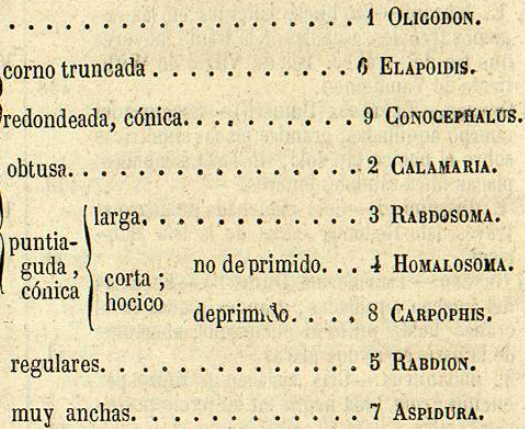 . . . . . . . . . . . . . . . . . . 1 OLIGODON.
corno truncada . . . . . . . . . . . 6 ELAPOIDIS.
redondeada, cónica. . . . . . . . . 9 CONOCEPHALUS.
obtusa. . . . . . . . . . . . . . . 2 CALAMARIA.
larga. . . . . . . . . . . 3 RABDOSOMA.
puntia-
guda,
cónica
corta;
hocico
no deprimido. . . 4 HOMALOSOMA.
deprimido. . . . . 8 CARPOPHIS.
regulares. . . . . . . . . . . . . . 5 RABDION.
muy anchas. . . . . . . . . . . . . 7 ASPIDURA.